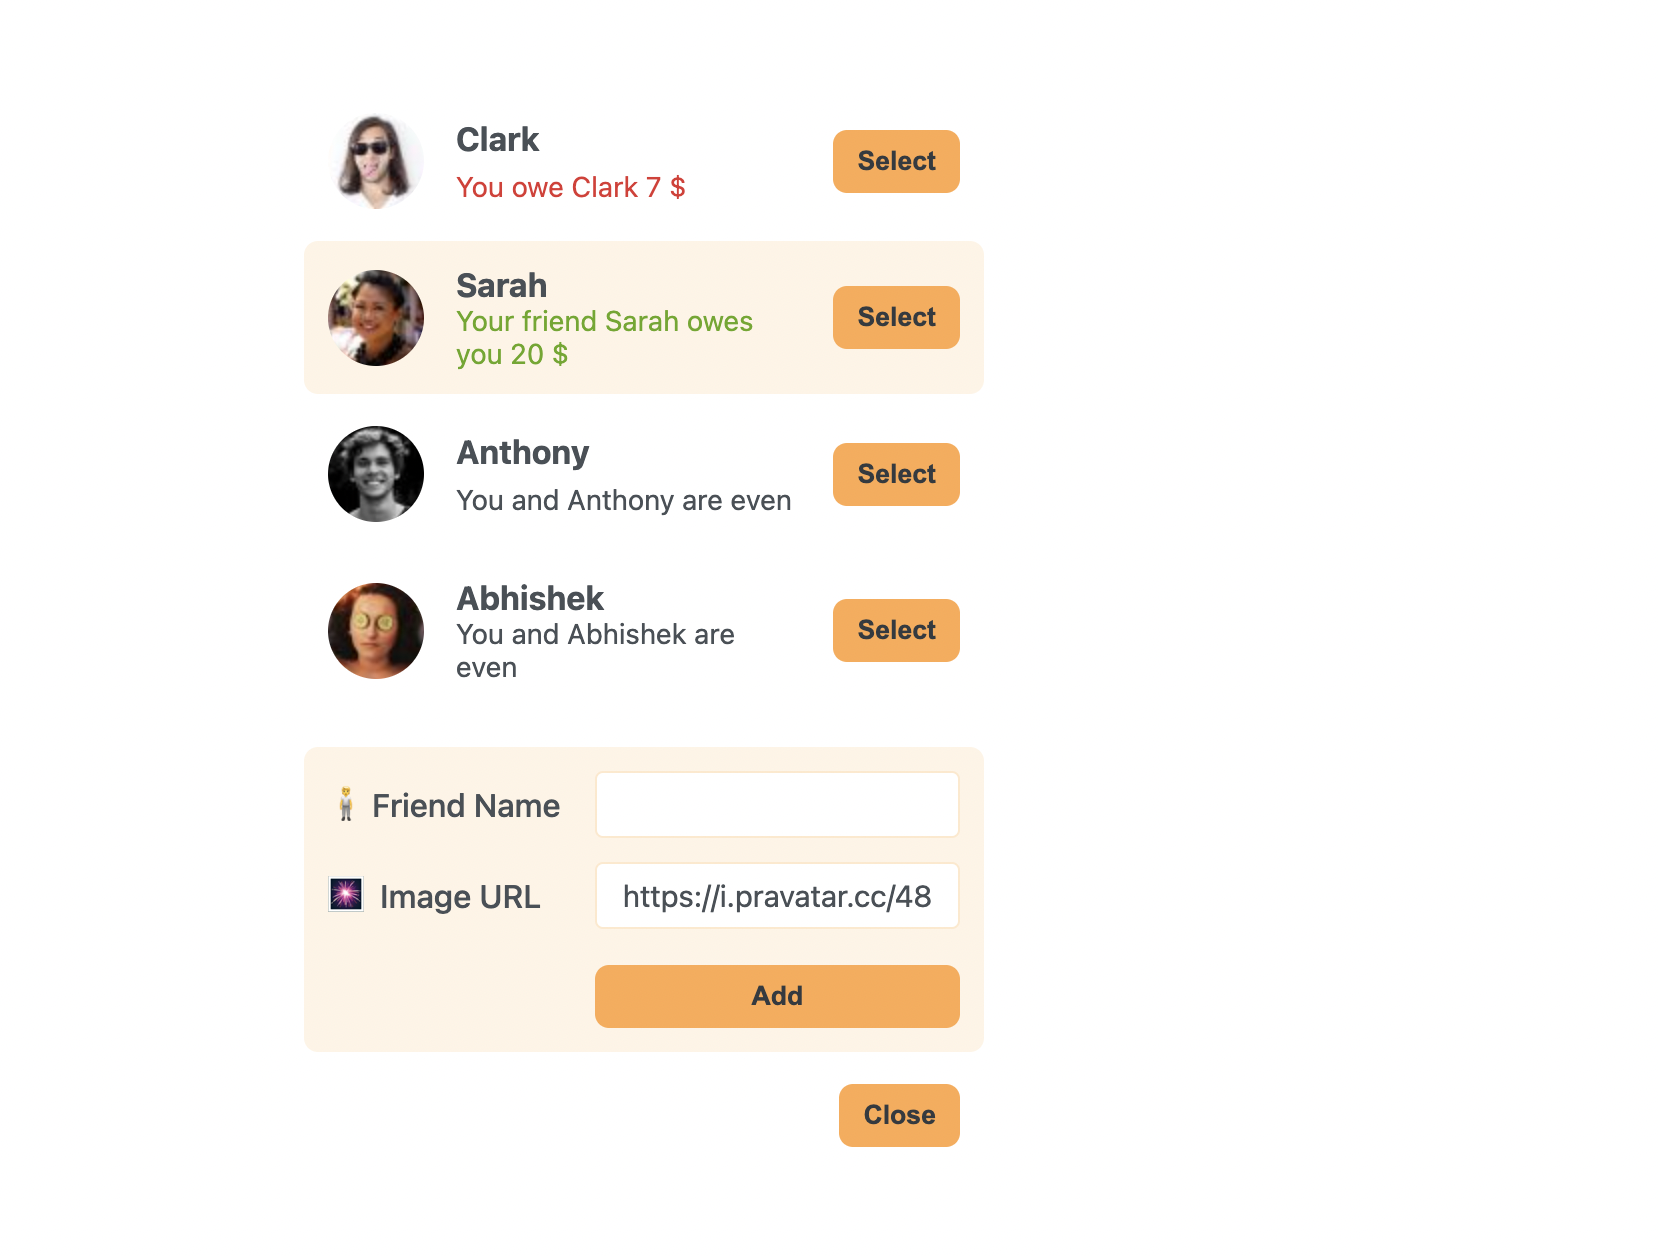 Clark
You owe Clark 7 $
Select
Sarah
Your friend Sarah owes
you 20 $
Select
Anthony
You and Anthony are even
Select
Abhishek
You and Abhishek are
even
Select
Friend Name
Image URL
https://i.pravatar.cc/48
Add
Close